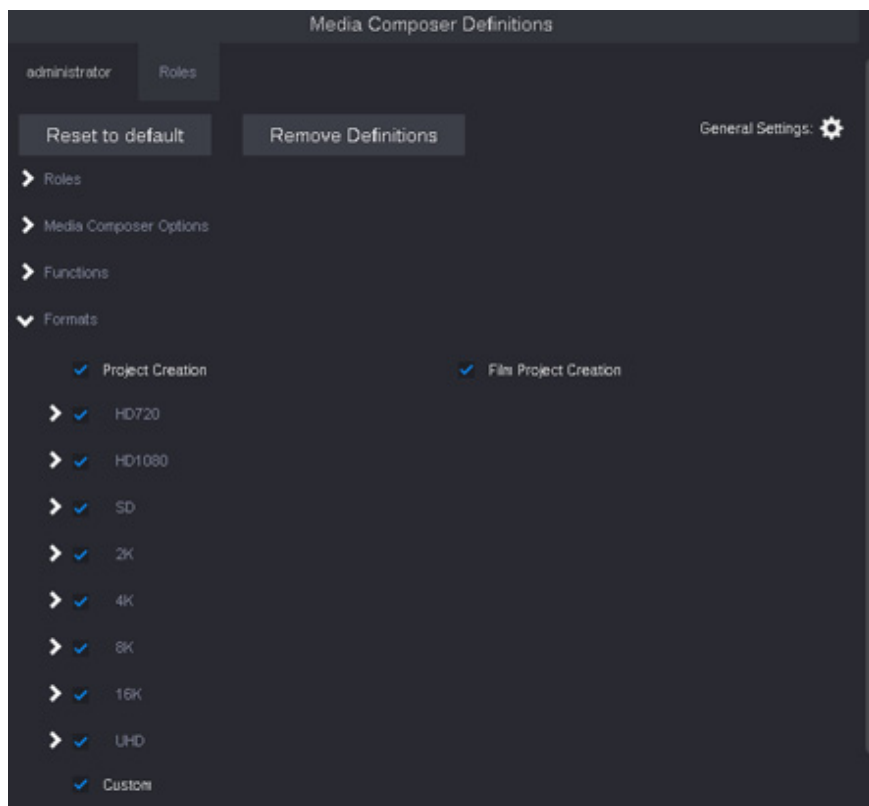 Media Composer Definitions
administrator Roles
Reset to default Remove Definitions General Settings:
Roles
Media Composer Options
Functions
Formats
Project Creation Film Project Creation
HD720
HD1080
SD
2K
4K
8K
16K
UHD
Custom